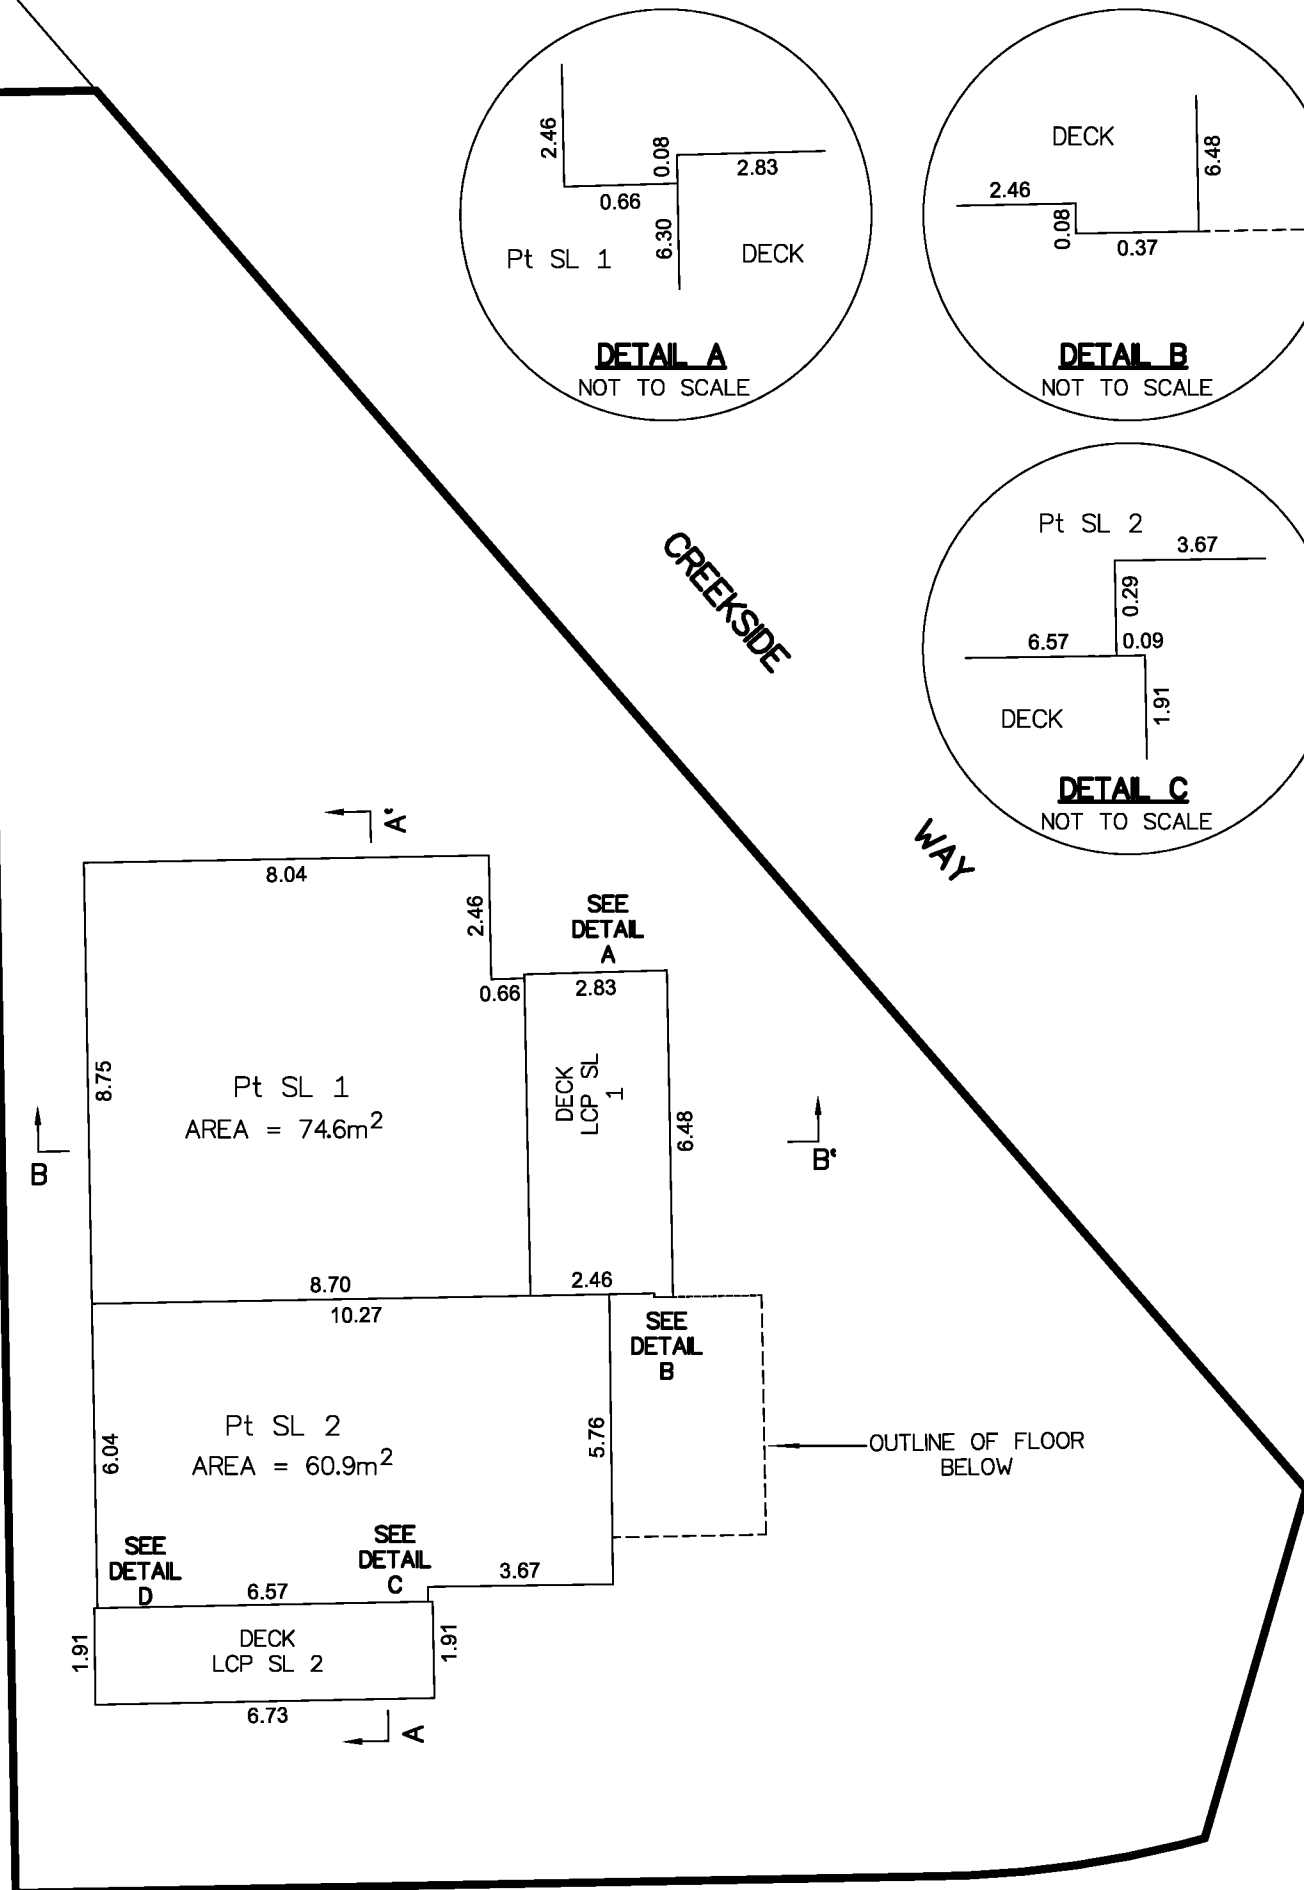 2.46
0.08
2.83
0.66
6.30
Pt SL 1
DECK
DETAIL A
NOT TO SCALE
DECK
6.48
2.46
0.08
0.37
DETAIL B
NOT TO SCALE
Pt SL 2
3.67
0.29
6.57
0.09
DECK
1.91
DETAIL C
NOT TO SCALE
CREEKSIDE
WAY
A'
8.04
2.46
SEE
DETAIL
A
0.66
2.83
8.75
Pt SL 1
AREA = 74.6m²
DECK
LCP SL
1
6.48
B
B'
8.70
2.46
10.27
SEE
DETAIL
B
Pt SL 2
AREA = 60.9m²
6.04
5.76
OUTLINE OF FLOOR
BELOW
SEE
DETAIL
D
SEE
DETAIL
C
3.67
6.57
1.91
DECK
LCP SL 2
1.91
6.73
A